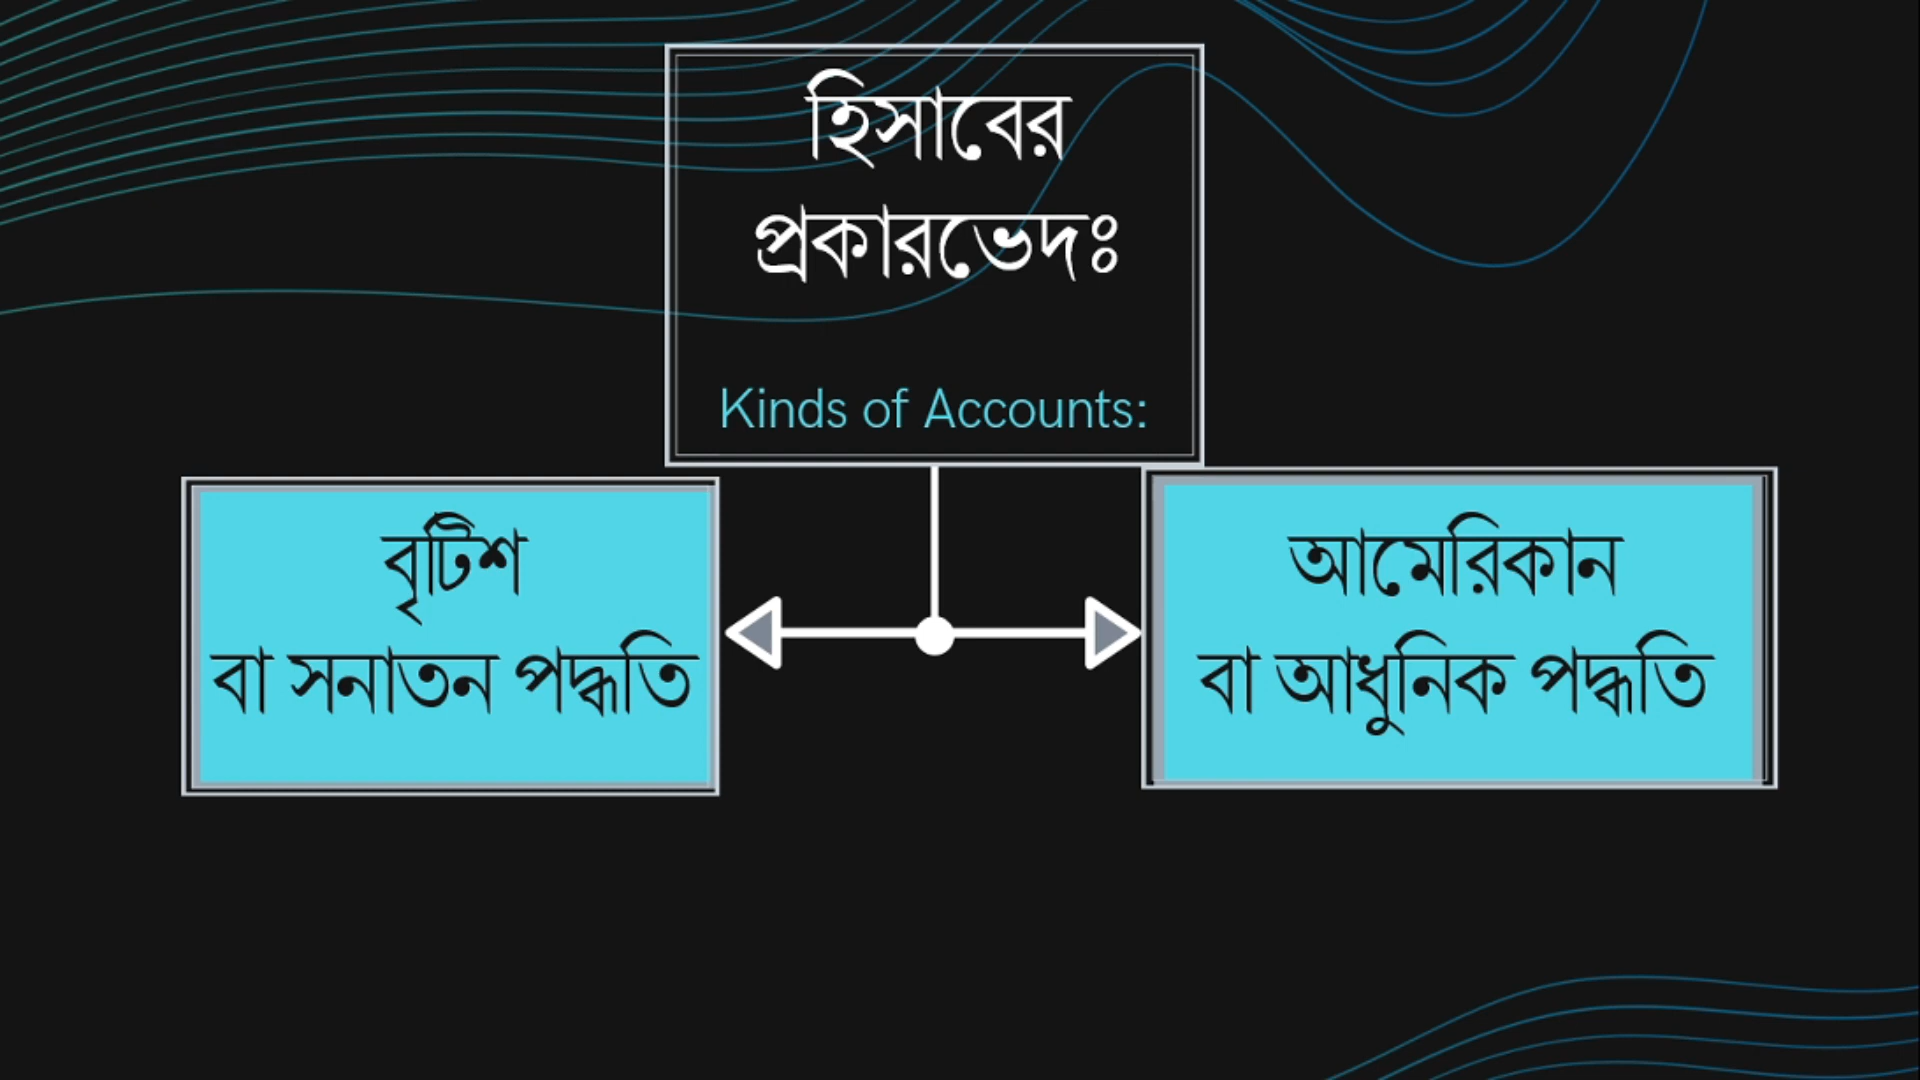 হিসাবের
প্রকারভেদঃ
Kinds of Accounts:
বৃটিশ
বা সনাতন পদ্ধতি
আমেরিকান
বা আধুনিক পদ্ধতি